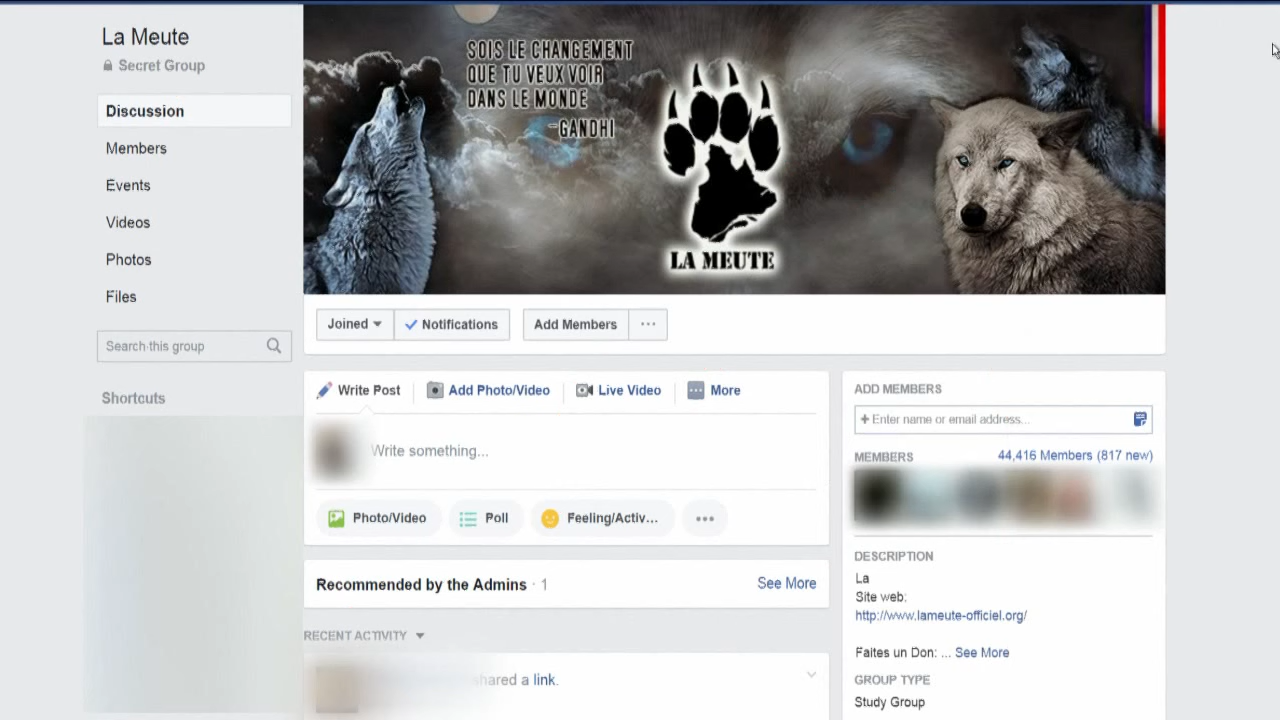 La Meute
Secret Group
Discussion
Members
Events
Videos
Photos
Files
Search this group
Shortcuts
SOIS LE CHANGEMENT
QUE TU VEUX VOIR
DANS LE MONDE
-GANDHI
LA MEUTE
Joined
Notifications
Add Members
...
Write Post
Add Photo/Video
Live Video
More
Write something...
Photo/Video
Poll
Feeling/Activ...
Recommended by the Admins · 1
See More
RECENT ACTIVITY
shared a link.
ADD MEMBERS
+ Enter name or email address...
MEMBERS
44,416 Members (817 new)
DESCRIPTION
La
Site web:
http://www.lameute-officiel.org/
Faites un Don: ... See More
GROUP TYPE
Study Group